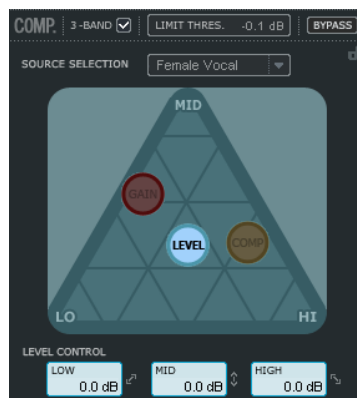 COMP. 3-BAND LIMIT THRES. -0.1 dB BYPASS
SOURCE SELECTION Female Vocal
MID
GAIN
LEVEL COMP
LO HI
LEVEL CONTROL
LOW MID HIGH
0.0 dB 0.0 dB 0.0 dB